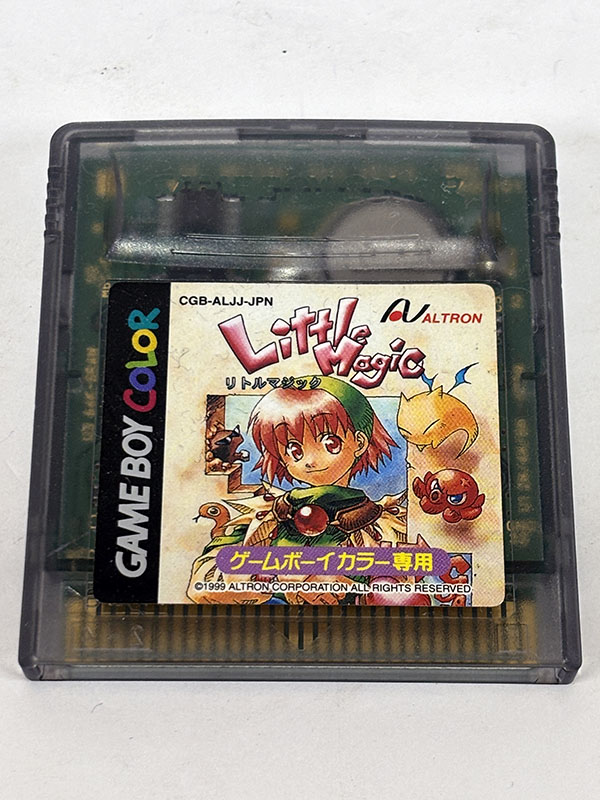 CGB-ALJJ-JPN
ALTRON
Little
Magic
リトルマジック
GAME BOY COLOR
ゲームボーイカラー専用
©1999 ALTRON CORPORATION ALL RIGHTS RESERVED